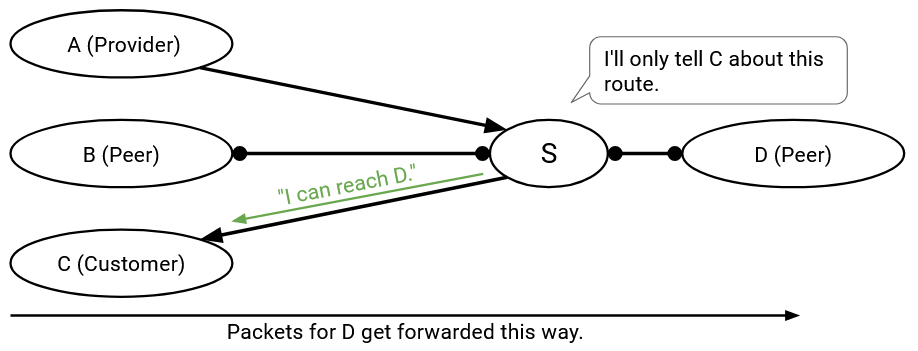 A (Provider)
I'll only tell C about this
route.
B (Peer)
S
D (Peer)
"I can reach D."
C (Customer)
Packets for D get forwarded this way.